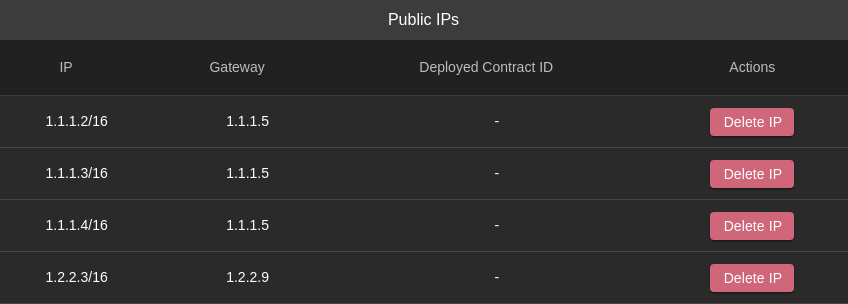 Public IPs
IP Gateway Deployed Contract ID Actions
1.1.1.2/16 1.1.1.5 - Delete IP
1.1.1.3/16 1.1.1.5 - Delete IP
1.1.1.4/16 1.1.1.5 - Delete IP
1.2.2.3/16 1.2.2.9 - Delete IP